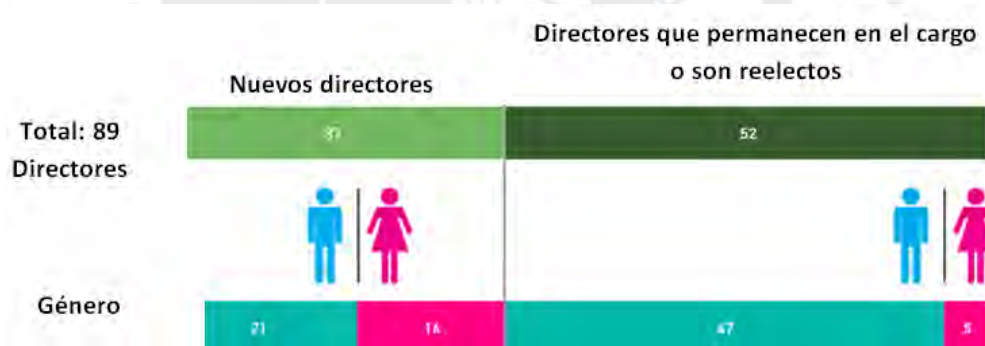 Directores que permanecen en el cargo
o son reelectos
Nuevos directores
Total: 89
Directores
37
52
Género
21
16
47
5